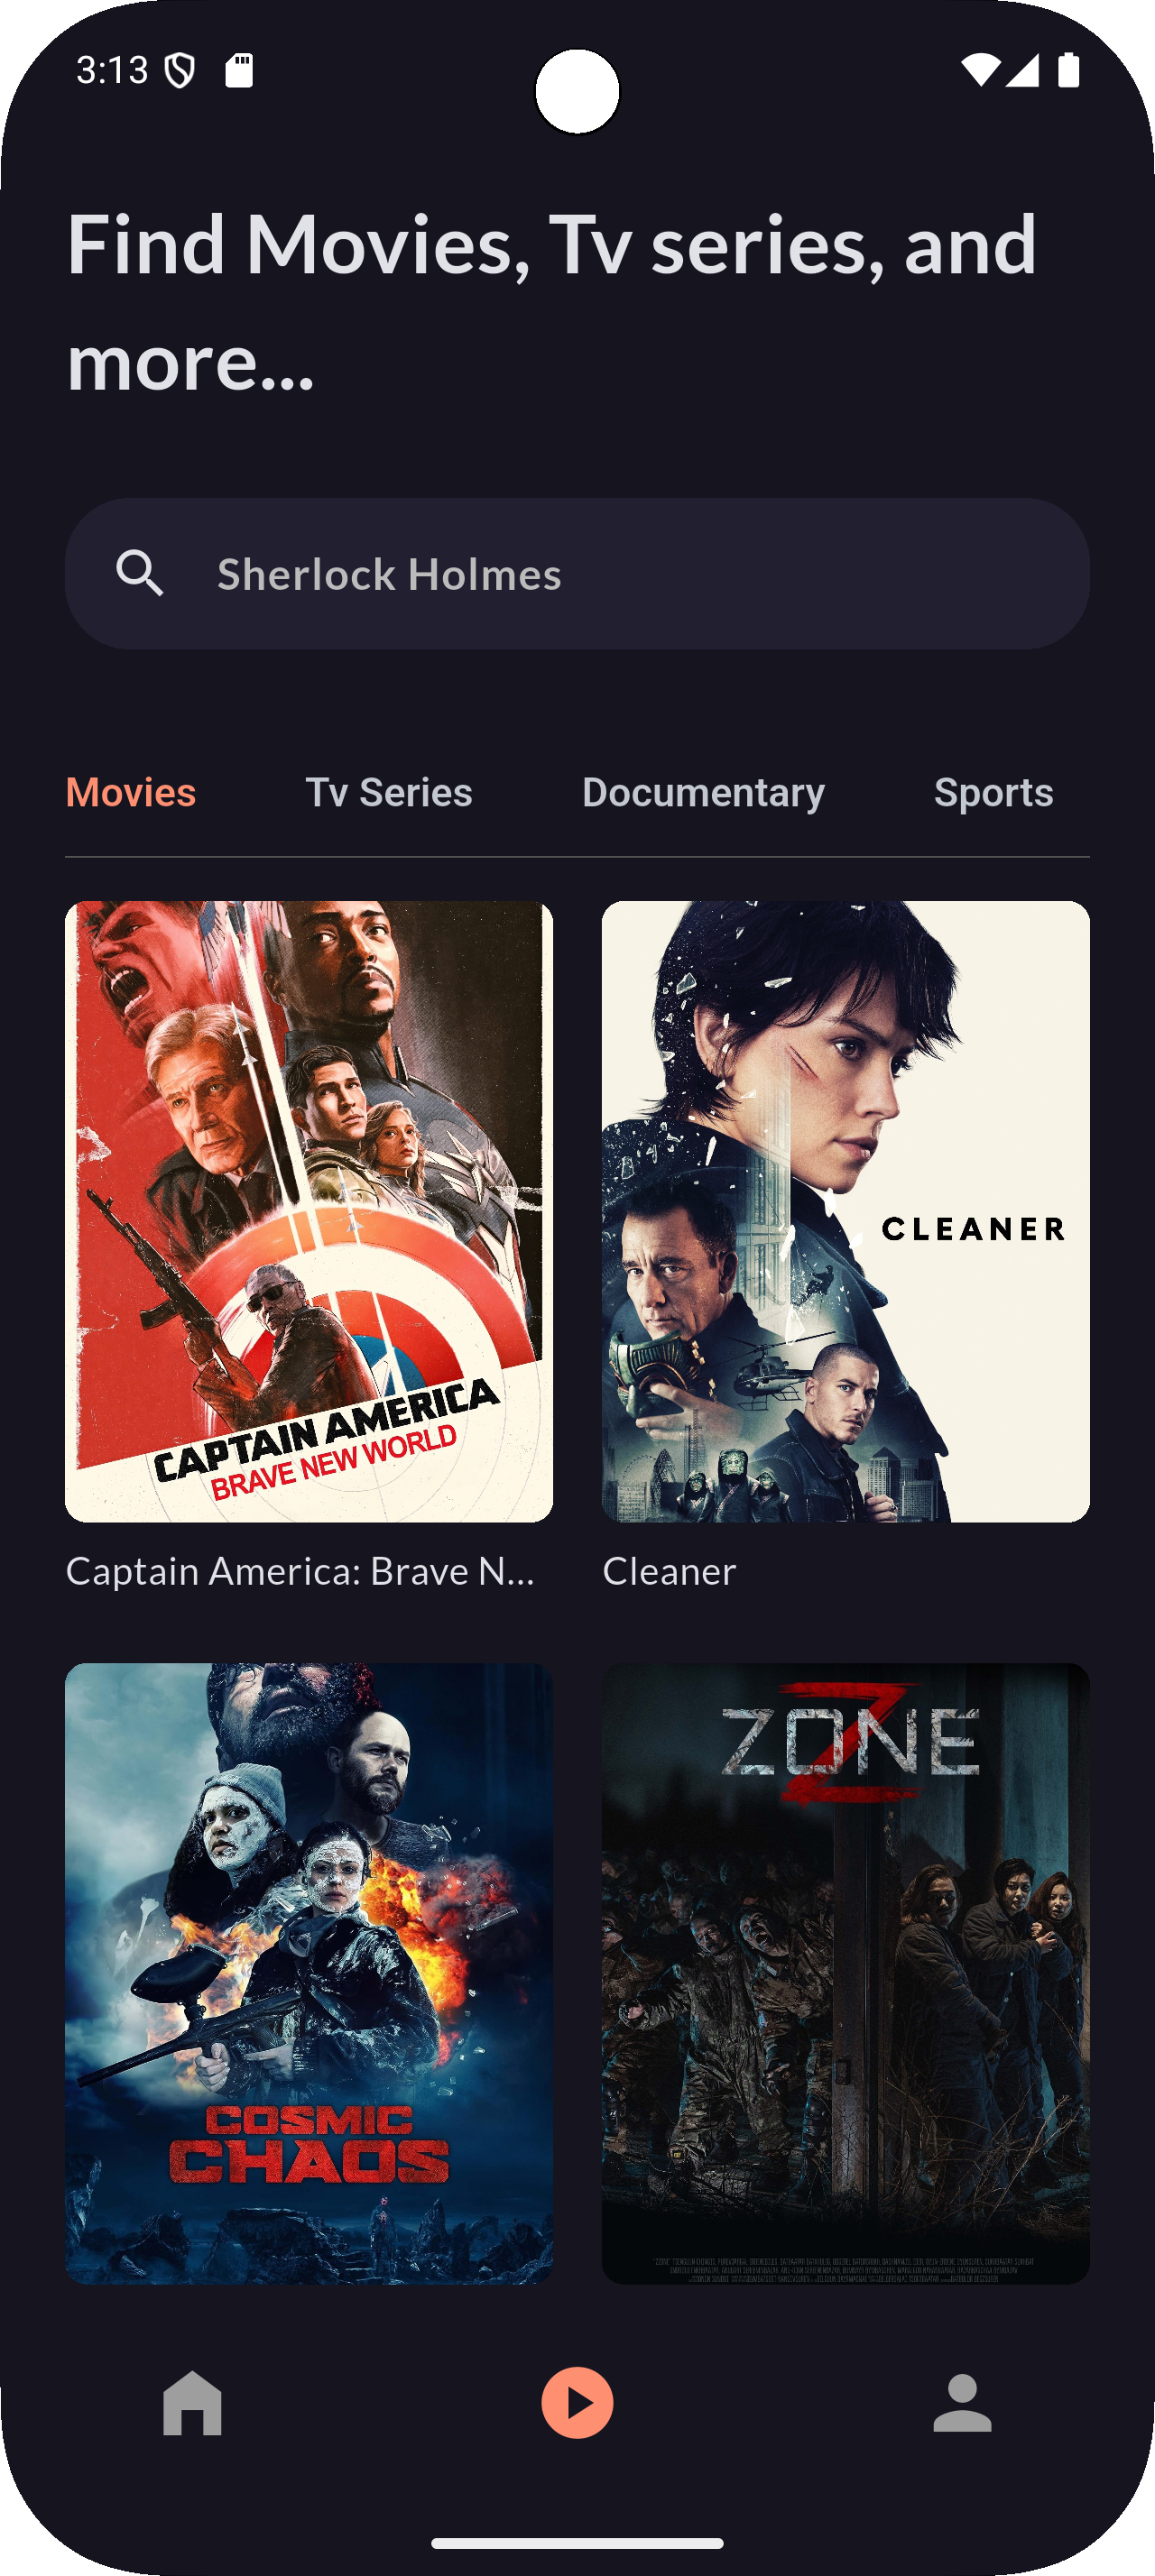 3:13
Find Movies, Tv series, and
more...
Sherlock Holmes
Movies Tv Series Documentary Sports
CAPTAIN AMERICA
BRAVE NEW WORLD
CLEANER
Captain America: Brave N...
Cleaner
Z
ZONE
COSMIC
CHAOS